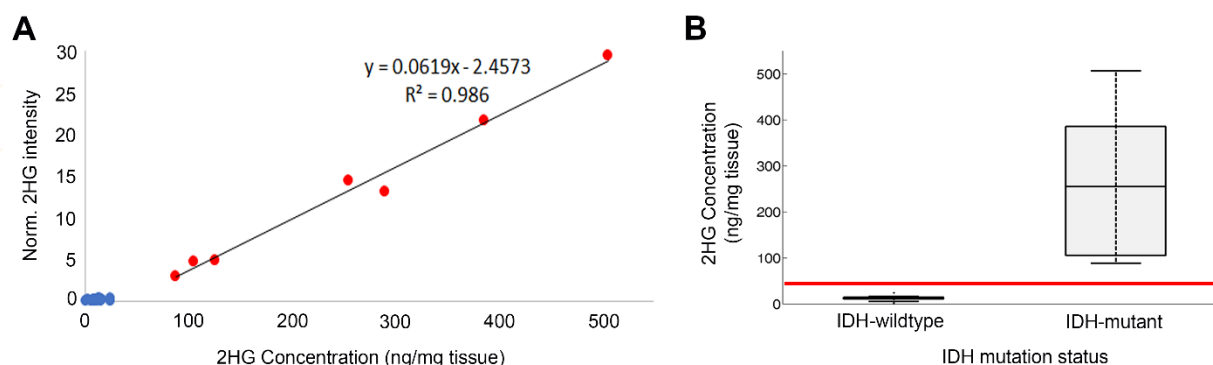 A
30
25
20
15
10
5
0
Norm. 2HG intensity
y = 0.0619x - 2.4573
R² = 0.986
0 100 200 300 400 500
2HG Concentration (ng/mg tissue)
B
500
400
300
200
100
0
2HG Concentration
(ng/mg tissue)
IDH-wildtype IDH-mutant
IDH mutation status